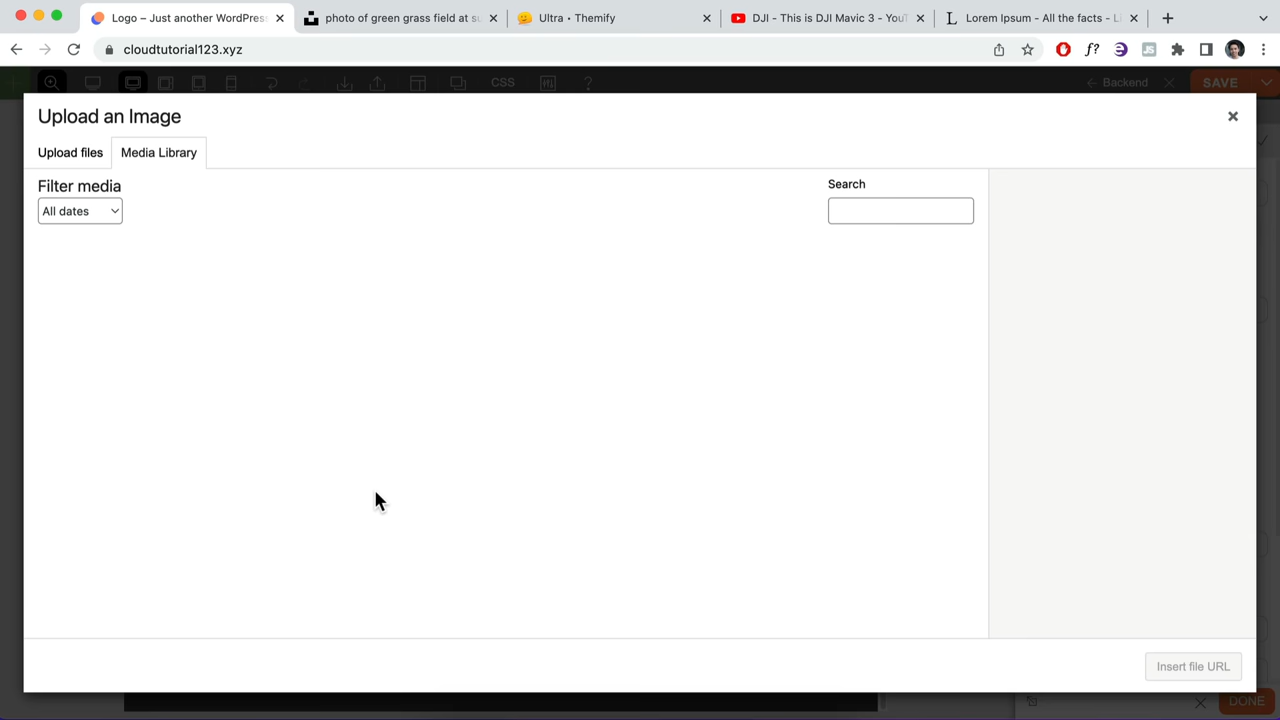 Logo – Just another WordPress
photo of green grass field at su
Ultra • Themify
DJI - This is DJI Mavic 3 - YouT
Lorem Ipsum - All the facts - Li
cloudtutorial123.xyz
f?
JS
CSS
?
Backend
SAVE
Upload an Image
Upload files
Media Library
Filter media
Search
All dates
Insert file URL
DONE